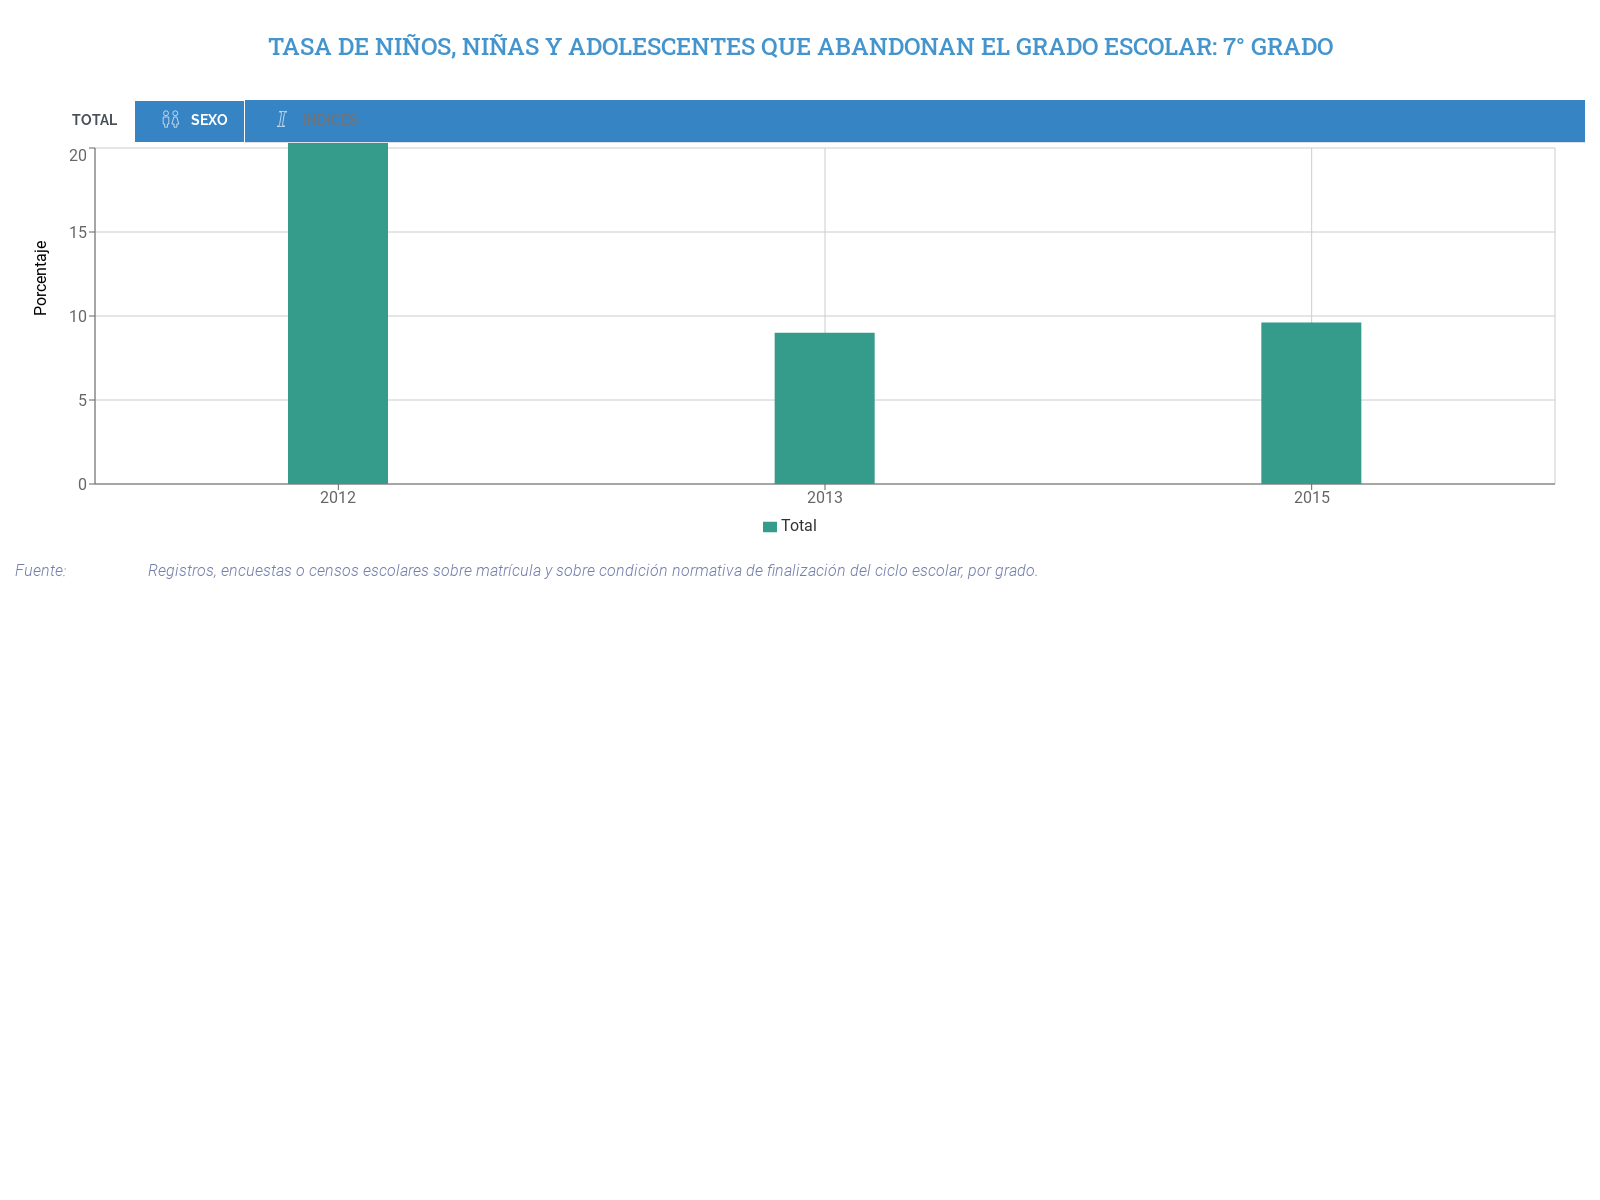 TASA DE NIÑOS, NIÑAS Y ADOLESCENTES QUE ABANDONAN EL GRADO ESCOLAR: 7° GRADO
TOTAL SEXO INDICES
20
15
10
5
0
Porcentaje
2012 2013 2015
Total
Fuente: Registros, encuestas o censos escolares sobre matrícula y sobre condición normativa de finalización del ciclo escolar, por grado.